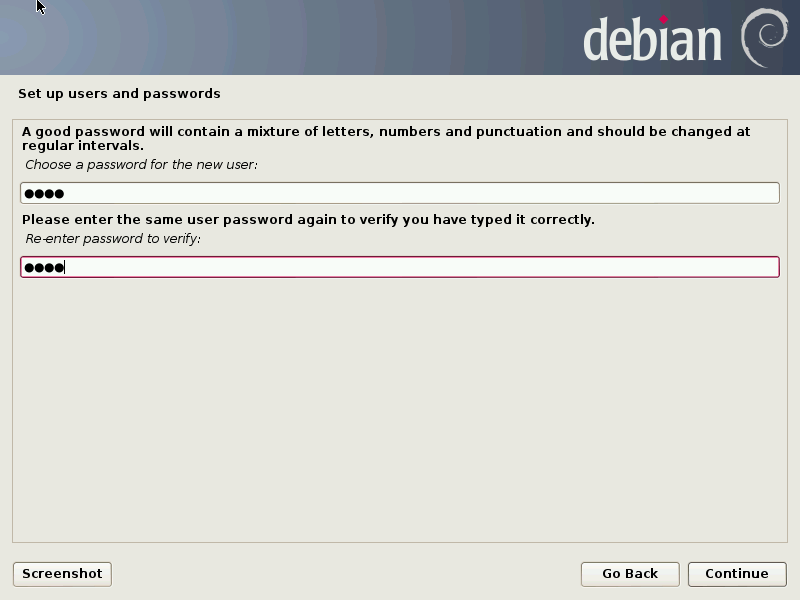 debian
Set up users and passwords
A good password will contain a mixture of letters, numbers and punctuation and should be changed at
regular intervals.
Choose a password for the new user:
●●●●
Please enter the same user password again to verify you have typed it correctly.
Re-enter password to verify:
●●●●
Screenshot
Go Back
Continue